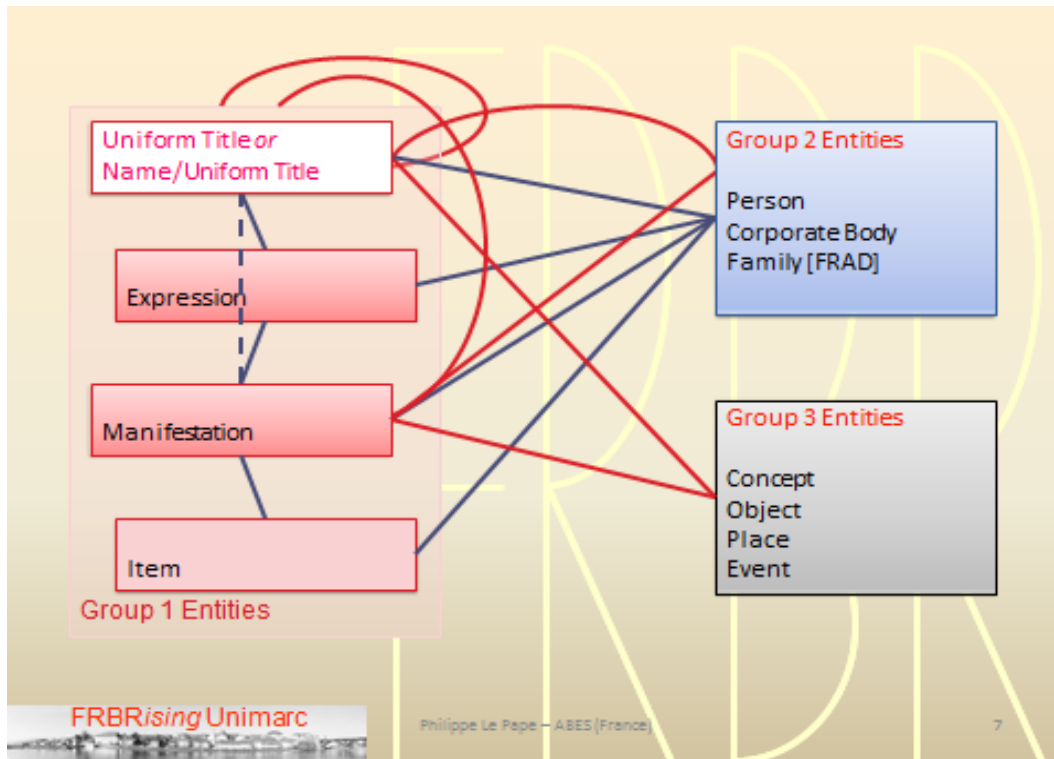 Uniform Title or
Name/Uniform Title
Expression
Manifestation
Item
Group 1 Entities
Group 2 Entities
Person
Corporate Body
Family [FRAD]
Group 3 Entities
Concept
Object
Place
Event
FRBR
FRBRising Unimarc
Philippe Le Pape – ABES (France)
7